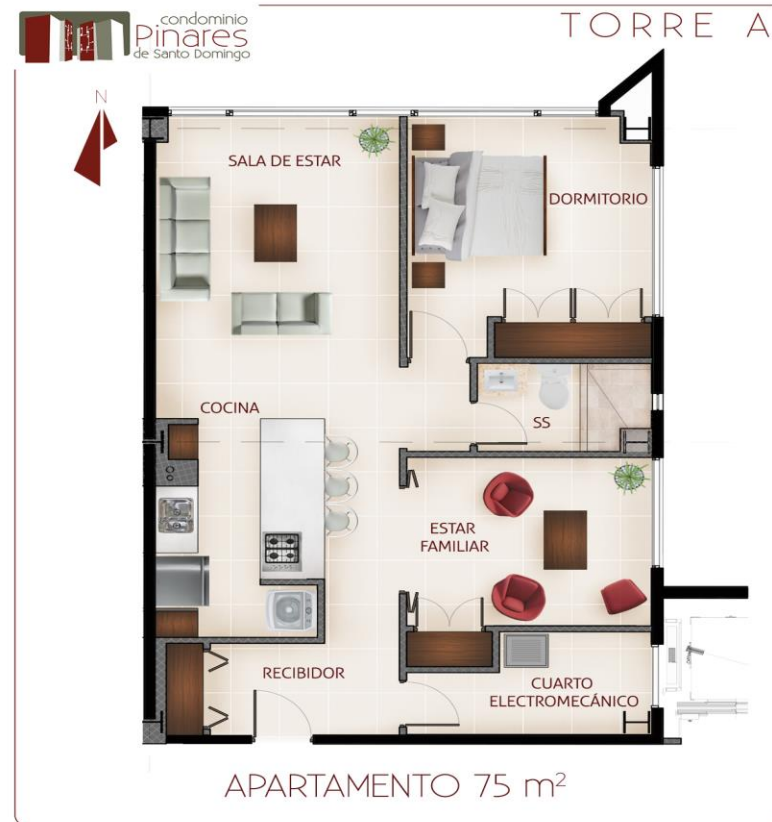 condominio
Pinares
de Santo Domingo
TORRE A
N
SALA DE ESTAR
DORMITORIO
COCINA
SS
ESTAR
FAMILIAR
RECIBIDOR
CUARTO
ELECTROMECÁNICO
APARTAMENTO 75 m²